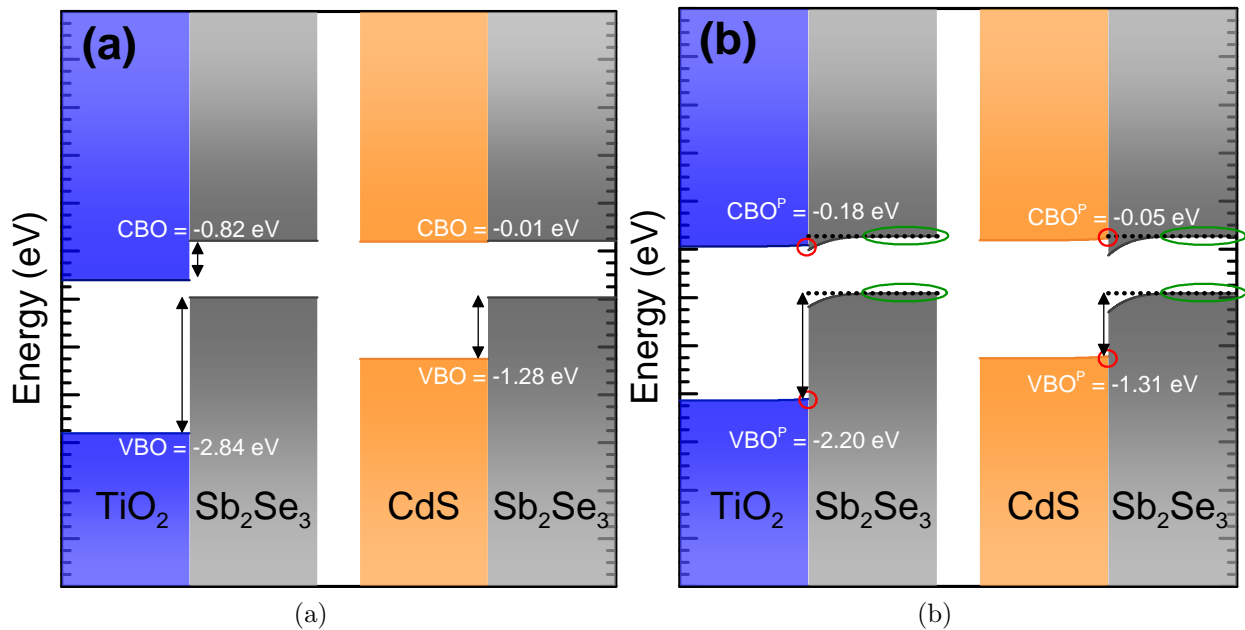 (a)
Energy (eV)
CBO = -0.82 eV
CBO = -0.01 eV
VBO = -1.28 eV
VBO = -2.84 eV
TiO₂
Sb₂Se₃
CdS
Sb₂Se₃
(a)
(b)
Energy (eV)
CBOᴾ = -0.18 eV
CBOᴾ = -0.05 eV
VBOᴾ = -1.31 eV
VBOᴾ = -2.20 eV
TiO₂
Sb₂Se₃
CdS
Sb₂Se₃
(b)